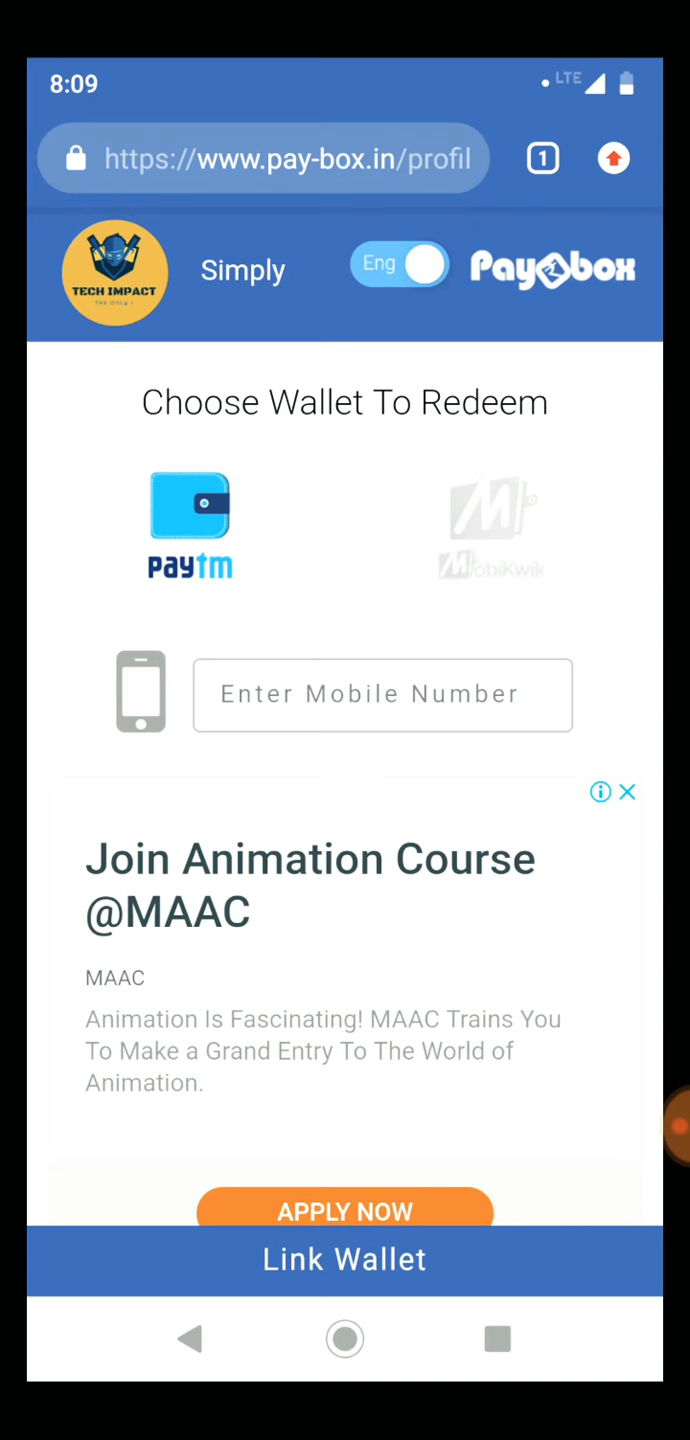 8:09
LTE
https://www.pay-box.in/profil
1
TECH IMPACT
Simply
Eng
Pay box
Choose Wallet To Redeem
paytm
MobiKwik
Enter Mobile Number
Join Animation Course
@MAAC
MAAC
Animation Is Fascinating! MAAC Trains You
To Make a Grand Entry To The World of
Animation.
APPLY NOW
Link Wallet